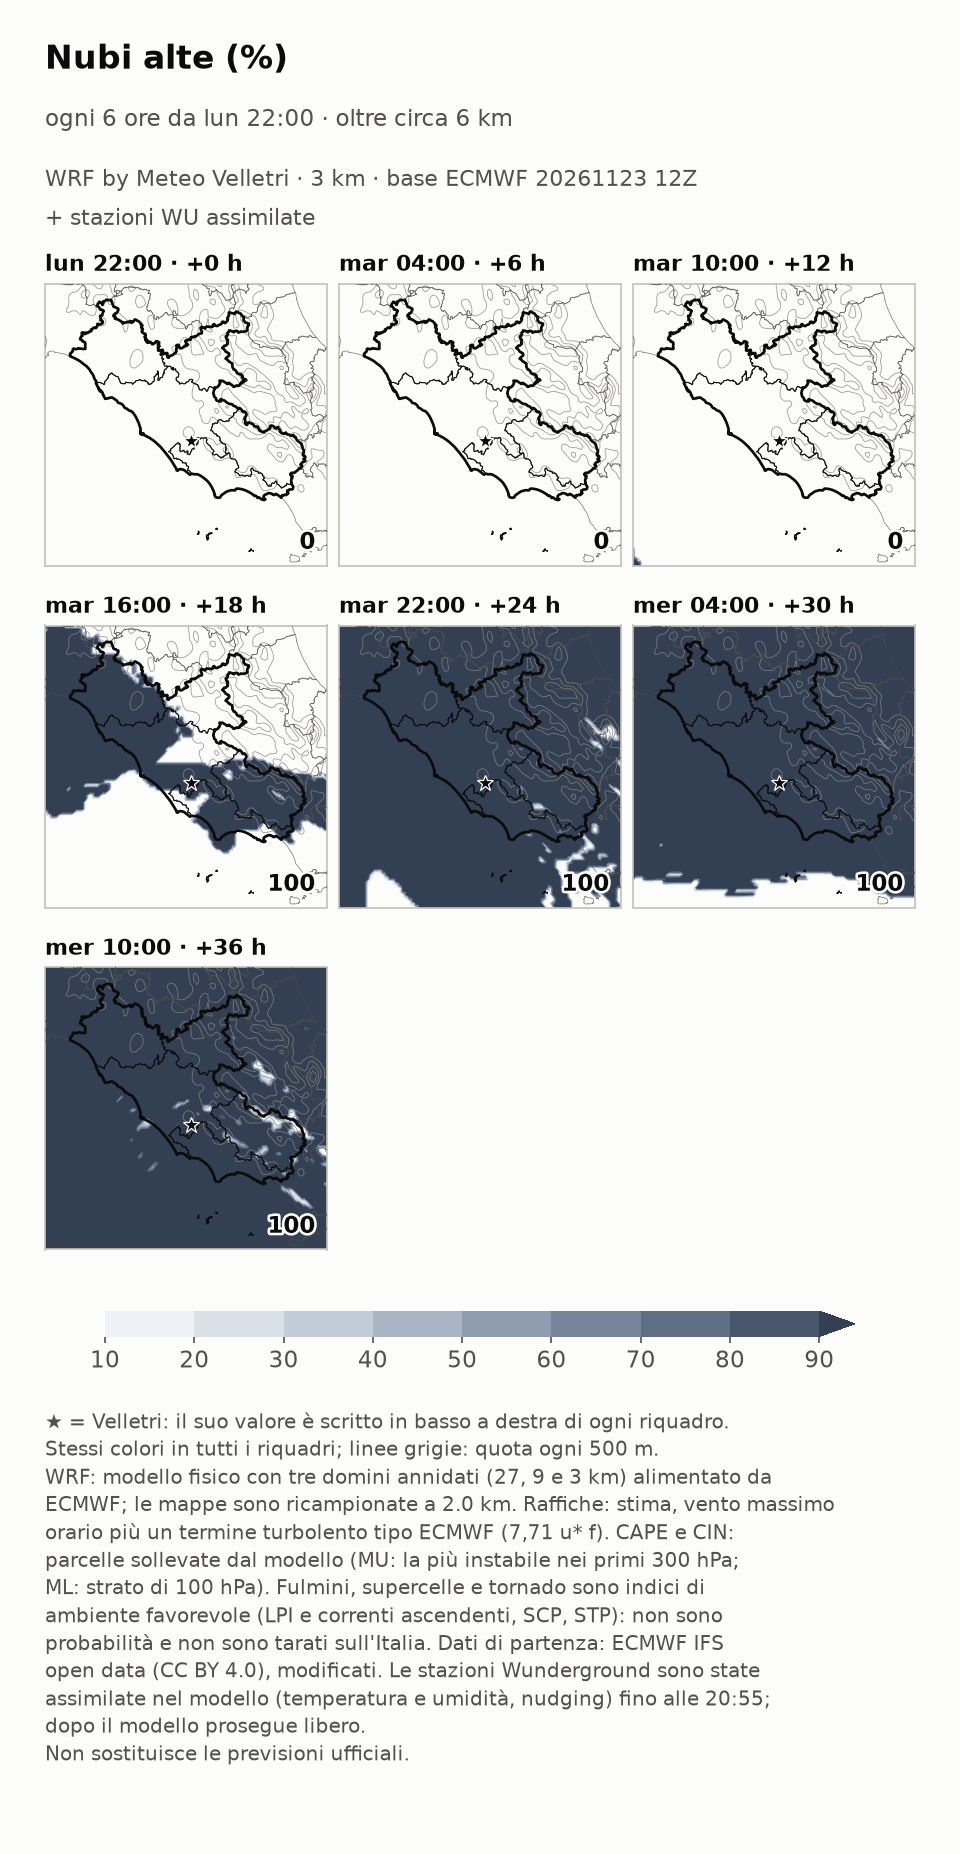 Nubi alte (%)
ogni 6 ore da lun 22:00 · oltre circa 6 km
WRF by Meteo Velletri · 3 km · base ECMWF 20261123 12Z
+ stazioni WU assimilate
lun 22:00 · +0 h
mar 04:00 · +6 h
mar 10:00 · +12 h
0
0
0
mar 16:00 · +18 h
mar 22:00 · +24 h
mer 04:00 · +30 h
100
100
100
mer 10:00 · +36 h
100
10 20 30 40 50 60 70 80 90
★ = Velletri: il suo valore è scritto in basso a destra di ogni riquadro.
Stessi colori in tutti i riquadri; linee grigie: quota ogni 500 m.
WRF: modello fisico con tre domini annidati (27, 9 e 3 km) alimentato da
ECMWF; le mappe sono ricampionate a 2.0 km. Raffiche: stima, vento massimo
orario più un termine turbolento tipo ECMWF (7,71 u* f). CAPE e CIN:
parcelle sollevate dal modello (MU: la più instabile nei primi 300 hPa;
ML: strato di 100 hPa). Fulmini, supercelle e tornado sono indici di
ambiente favorevole (LPI e correnti ascendenti, SCP, STP): non sono
probabilità e non sono tarati sull'Italia. Dati di partenza: ECMWF IFS
open data (CC BY 4.0), modificati. Le stazioni Wunderground sono state
assimilate nel modello (temperatura e umidità, nudging) fino alle 20:55;
dopo il modello prosegue libero.
Non sostituisce le previsioni ufficiali.